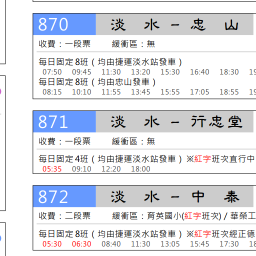 870 淡 水 – 忠 山
收費：一段票 緩衝區：無
每日固定8班（均由捷運淡水站發車）
07:50 09:45 11:30 13:20 15:30 16:40 18:30
每日固定8班（均由忠山發車）
08:15 10:10 11:55 13:45 15:55 17:05 18:55
871 淡 水 – 行忠堂
收費：一段票 緩衝區：無
每日固定4班（均由捷運淡水站發車）※紅字班次直行中
05:35 09:10 12:20 18:00
872 淡 水 – 中 泰
收費：二段票 緩衝區：育英國小(紅字班次) / 華榮工
每日固定8班（均由捷運淡水站發車）※紅字班次經正德
05:30 06:30 08:40 11:30 13:05 15:45 17:30